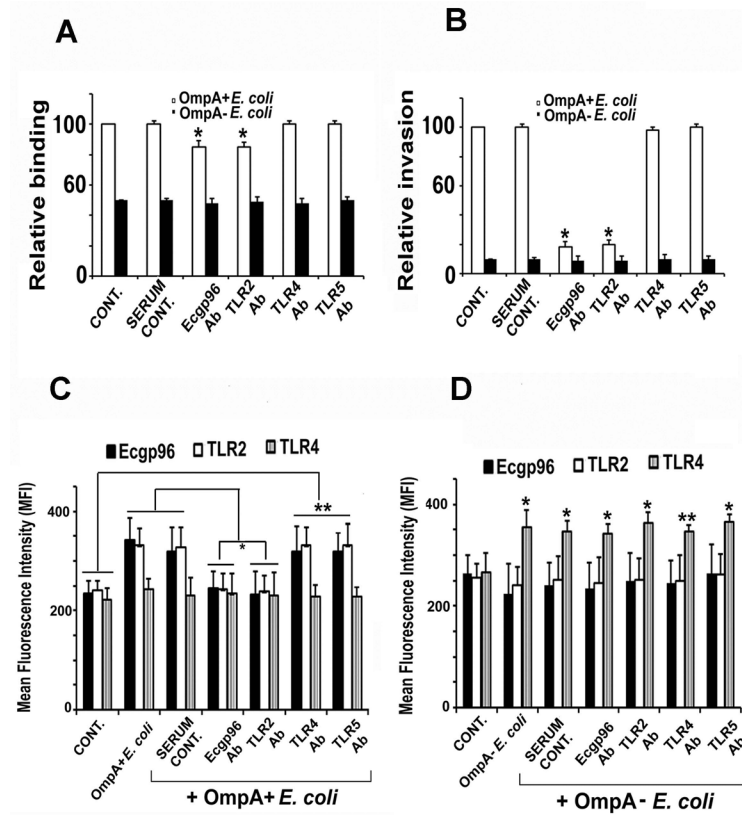 A
Relative binding
OmpA+ E. coli
OmpA- E. coli
100
60
0
CONT.
SERUM CONT.
Ecgp96 Ab
TLR2 Ab
TLR4 Ab
TLR5 Ab
* *
B
Relative invasion
OmpA+ E. coli
OmpA- E. coli
100
60
0
CONT.
SERUM CONT.
Ecgp96 Ab
TLR2 Ab
TLR4 Ab
TLR5 Ab
* *
C
Ecgp96 TLR2 TLR4
Mean Fluorescence Intensity (MFI)
400
200
0
**
*
CONT.
OmpA+ E. coli
SERUM CONT.
Ecgp96 Ab
TLR2 Ab
TLR4 Ab
TLR5 Ab
+ OmpA+ E. coli
D
Ecgp96 TLR2 TLR4
Mean Fluorescence Intensity (MFI)
400
200
0
* * * * ** *
CONT.
OmpA- E. coli
SERUM CONT.
Ecgp96 Ab
TLR2 Ab
TLR4 Ab
TLR5 Ab
+ OmpA- E. coli